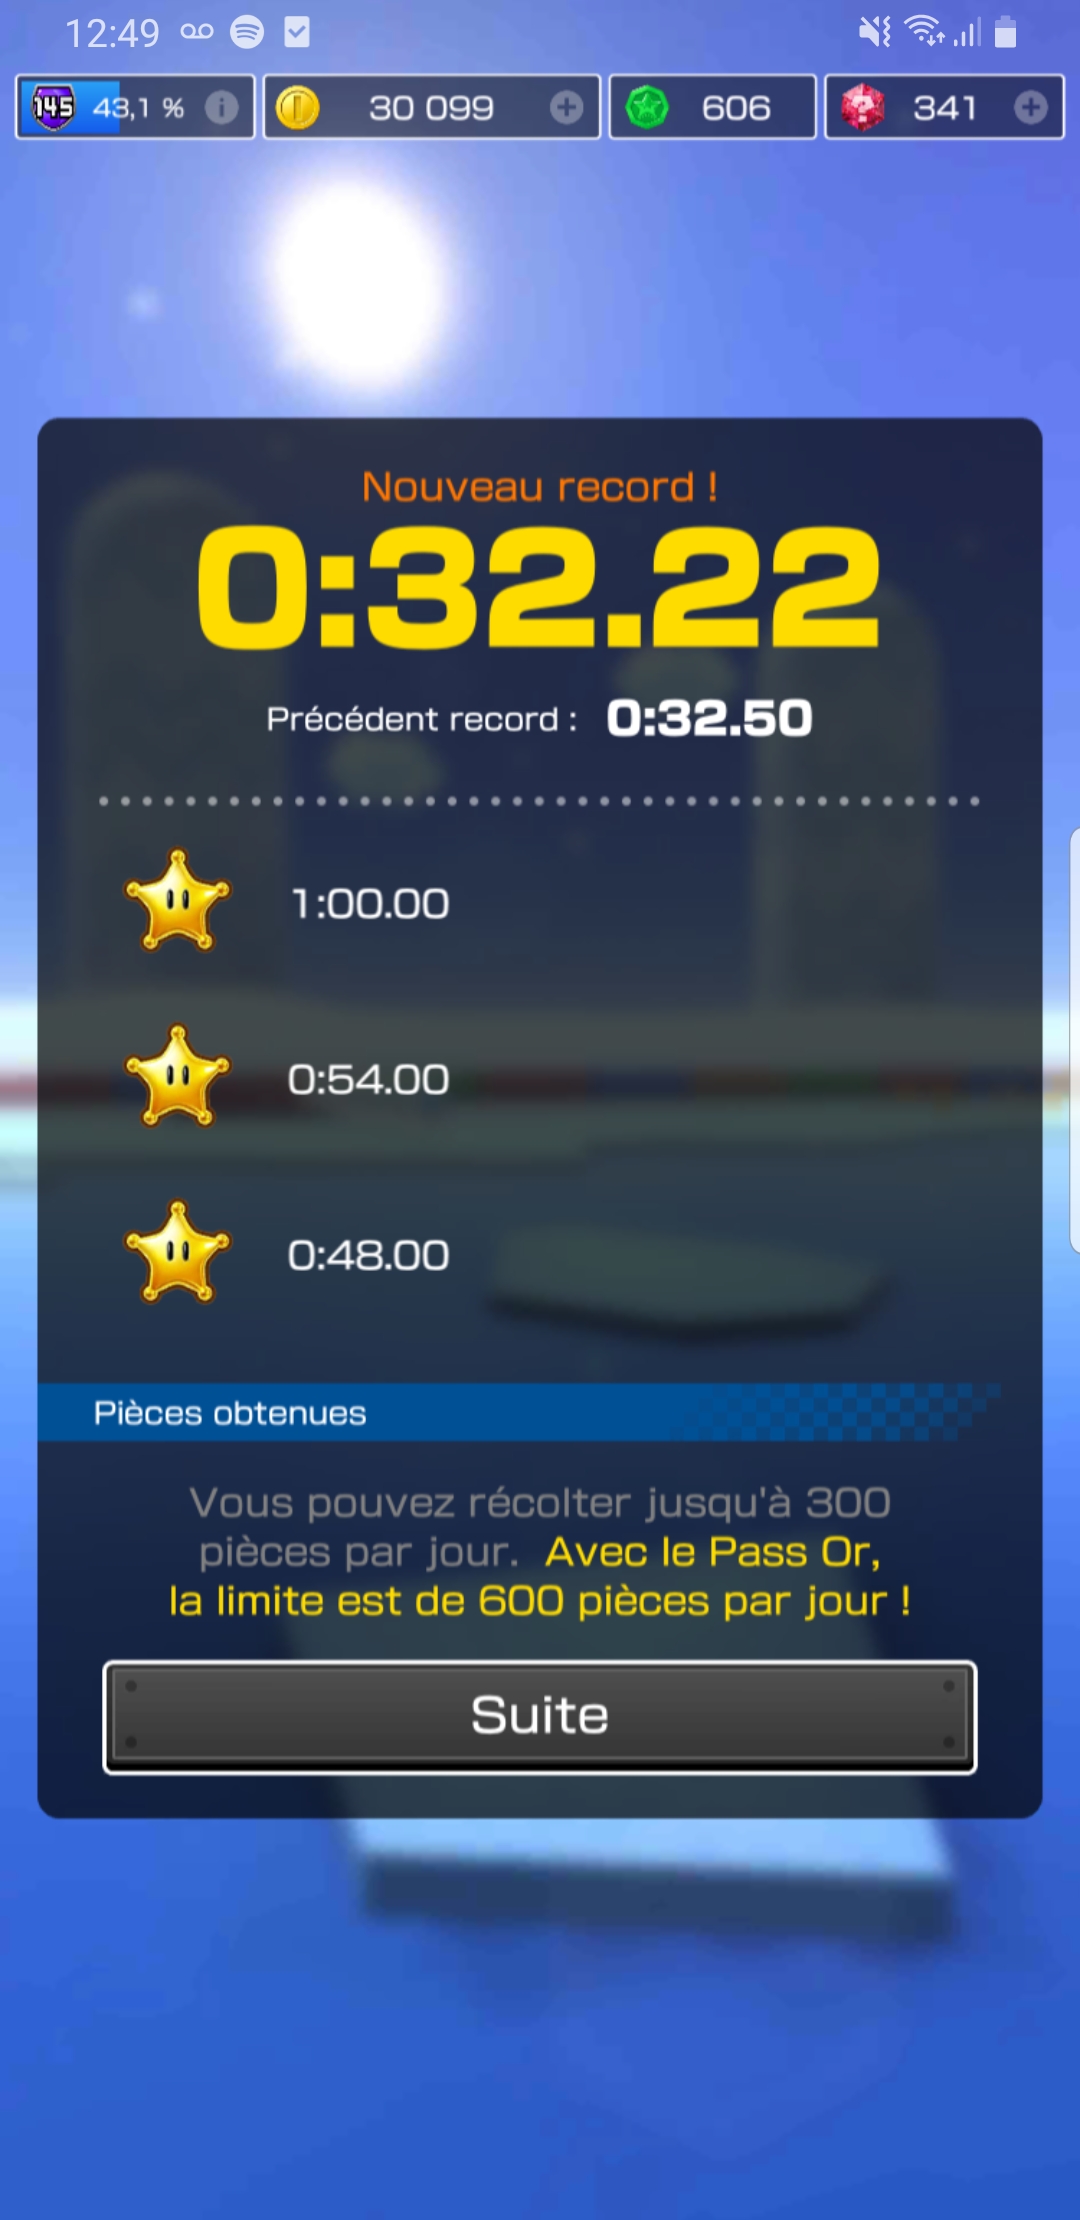 12:49
145 43,1 % i 30 099 + 606 ? 341 +
Nouveau record !
0:32.22
Précédent record : 0:32.50
1:00.00
0:54.00
0:48.00
Pièces obtenues
Vous pouvez récolter jusqu'à 300
pièces par jour. Avec le Pass Or,
la limite est de 600 pièces par jour !
Suite